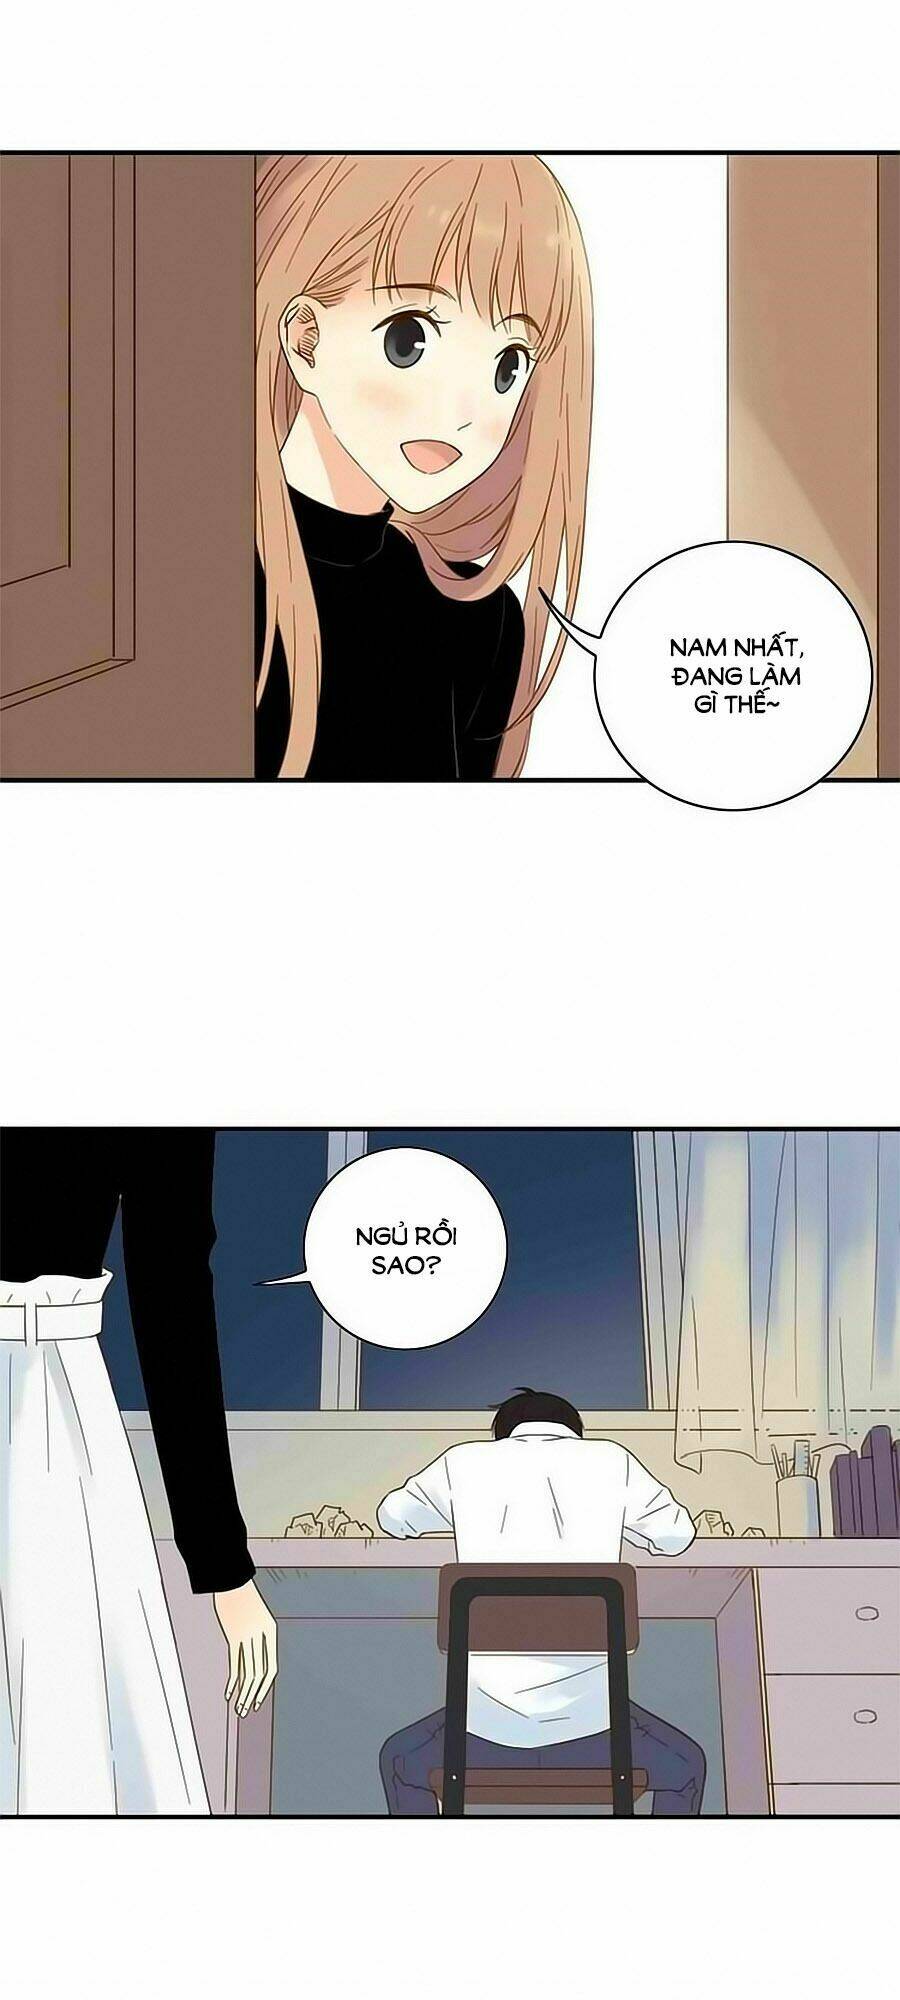 NAM NHẤT,
ĐANG LÀM
GÌ THẾ~
NGỦ RỒI
SAO?